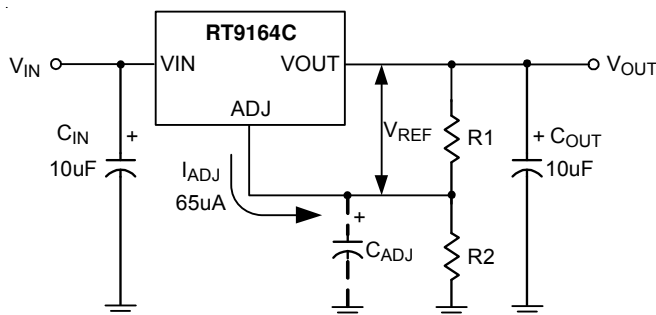 RT9164C
VIN
VIN
VOUT
VOUT
ADJ
CIN
+
10uF
IADJ
65uA
VREF
R1
+ COUT
10uF
+
CADJ
R2